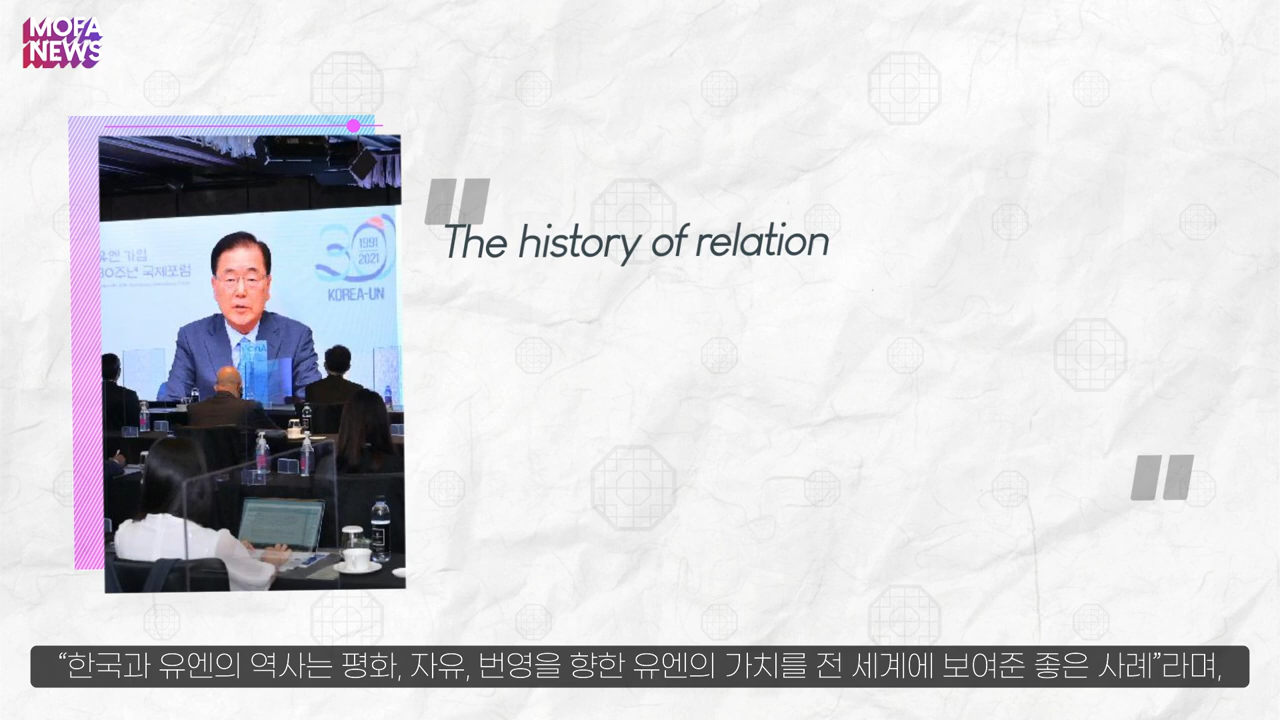 MOFA
NEWS
유엔 가입
30주년 국제포럼
30
1991
2021
KOREA-UN
"
The history of relation
"
“한국과 유엔의 역사는 평화, 자유, 번영을 향한 유엔의 가치를 전 세계에 보여준 좋은 사례”라며,